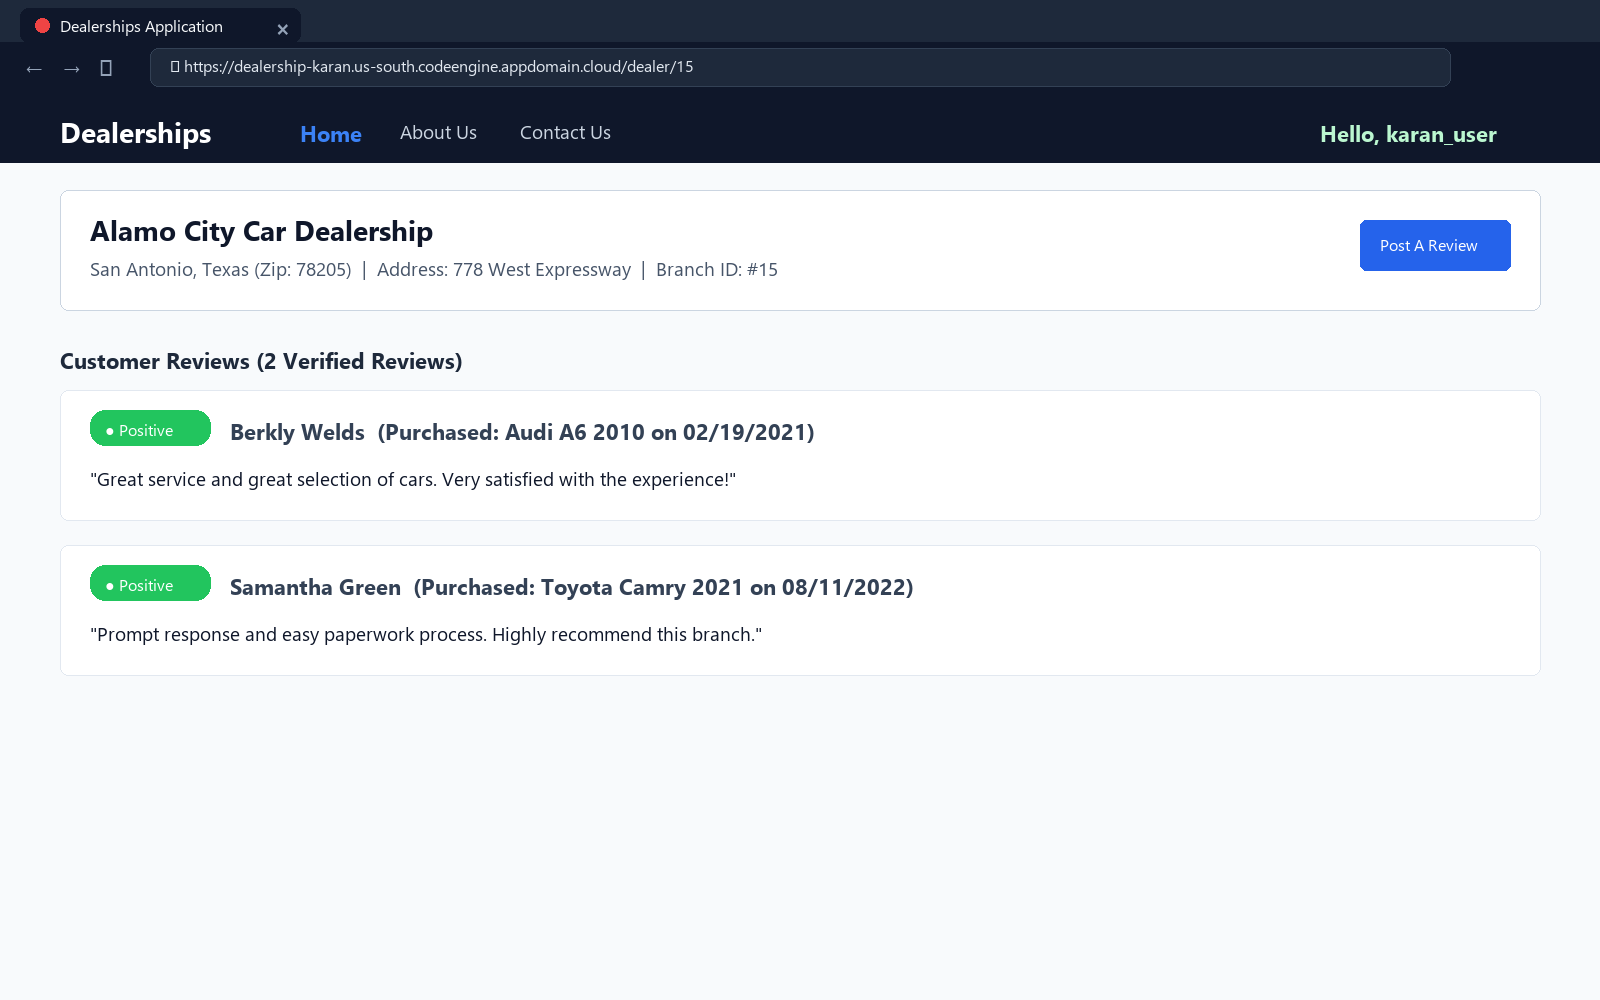 Dealerships Application ×
← → https://dealership-karan.us-south.codeengine.appdomain.cloud/dealer/15
Dealerships Home About Us Contact Us Hello, karan_user
Alamo City Car Dealership
San Antonio, Texas (Zip: 78205) | Address: 778 West Expressway | Branch ID: #15
Post A Review
Customer Reviews (2 Verified Reviews)
● Positive Berkly Welds (Purchased: Audi A6 2010 on 02/19/2021)
"Great service and great selection of cars. Very satisfied with the experience!"
● Positive Samantha Green (Purchased: Toyota Camry 2021 on 08/11/2022)
"Prompt response and easy paperwork process. Highly recommend this branch."